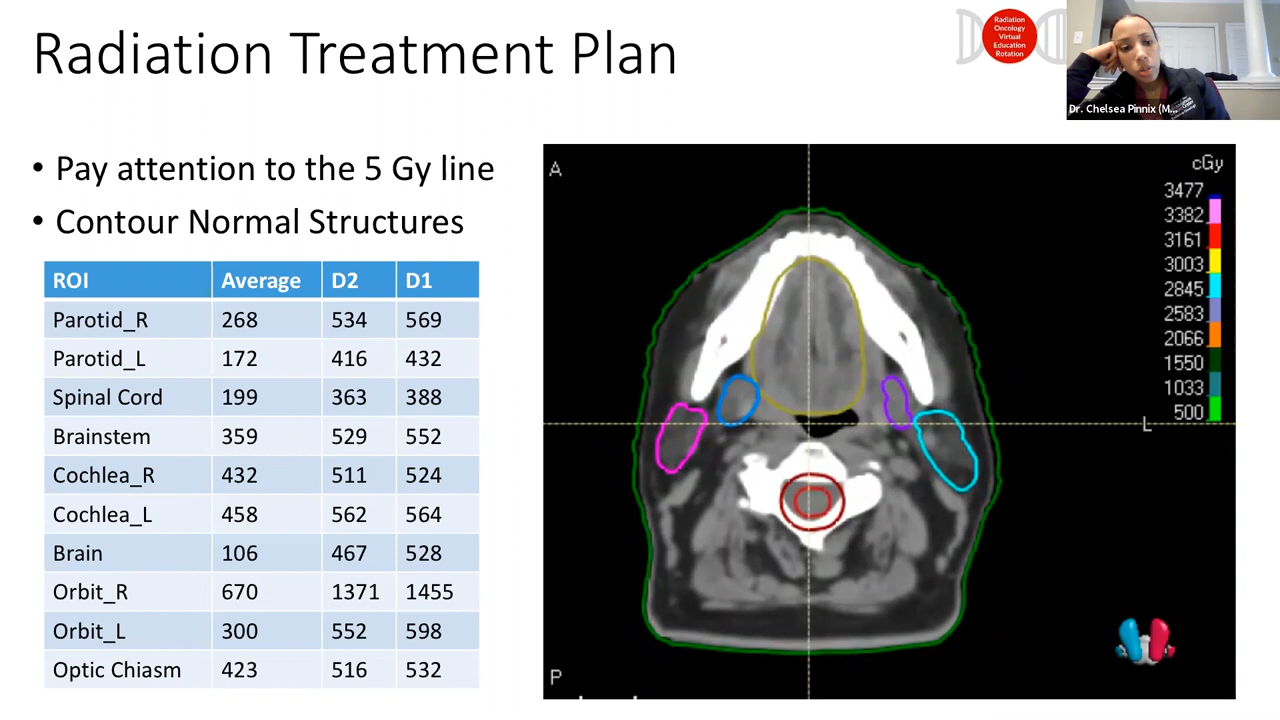 Radiation Treatment Plan
Radiation
Oncology
Virtual
Education
Rotation
Dr. Chelsea Pinnix (M...
• Pay attention to the 5 Gy line
• Contour Normal Structures
ROI Average D2 D1
Parotid_R 268 534 569
Parotid_L 172 416 432
Spinal Cord 199 363 388
Brainstem 359 529 552
Cochlea_R 432 511 524
Cochlea_L 458 562 564
Brain 106 467 528
Orbit_R 670 1371 1455
Orbit_L 300 552 598
Optic Chiasm 423 516 532
A
cGy
3477
3382
3161
3003
2845
2583
2066
1550
1033
500
L
P